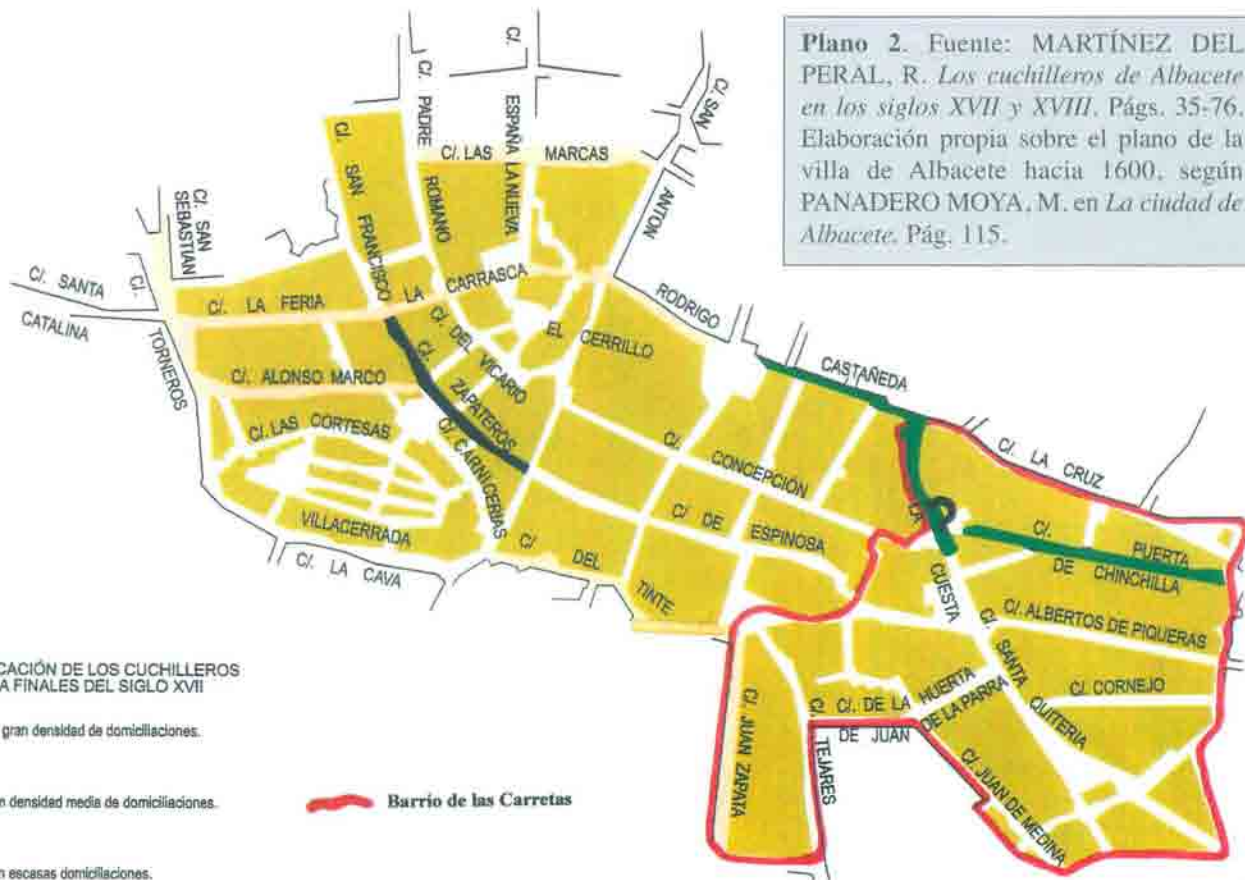 Plano 2. Fuente: MARTÍNEZ DEL
PERAL, R. Los cuchilleros de Albacete
en los siglos XVII y XVIII. Págs. 35-76.
Elaboración propia sobre el plano de la
villa de Albacete hacia 1600, según
PANADERO MOYA, M. en La ciudad de
Albacete. Pág. 115.
C/. SANTA
CATALINA
C/. TORNEROS
C/. SAN
SEBASTIAN
C/. SAN FRANCISCO
C/. PADRE
ROMANO
C/. ESPAÑA LA NUEVA
C/. LAS MARCAS
C/. SAN
ANTON
C/. LA FERIA
LA CARRASCA
C/. DEL VICARIO
EL CERRILLO
RODRIGO
CASTAÑEDA
C/. LA CRUZ
C/. ALONSO MARCO
C/. ZAPATEROS
C/. LAS CORTESAS
C/. CARNICERIAS
VILLACERRADA
C/. LA CAVA
C/. DEL TINTE
C/. CONCEPCION
C/ DE ESPINOSA
LA CUESTA
C/. PUERTA
DE CHINCHILLA
C/. ALBERTOS DE PIQUERAS
C/. SANTA QUITERIA
C/. CORNEJO
C/. C/. DE LA HUERTA
DE JUAN DE LA PARRA
C/. JUAN ZAPATA
TEJARES
C/. JUAN DE MEDINA
CACIÓN DE LOS CUCHILLEROS
A FINALES DEL SIGLO XVII
gran densidad de domiciliaciones.
n densidad media de domiciliaciones.
n escasas domiciliaciones.
Barrio de las Carretas